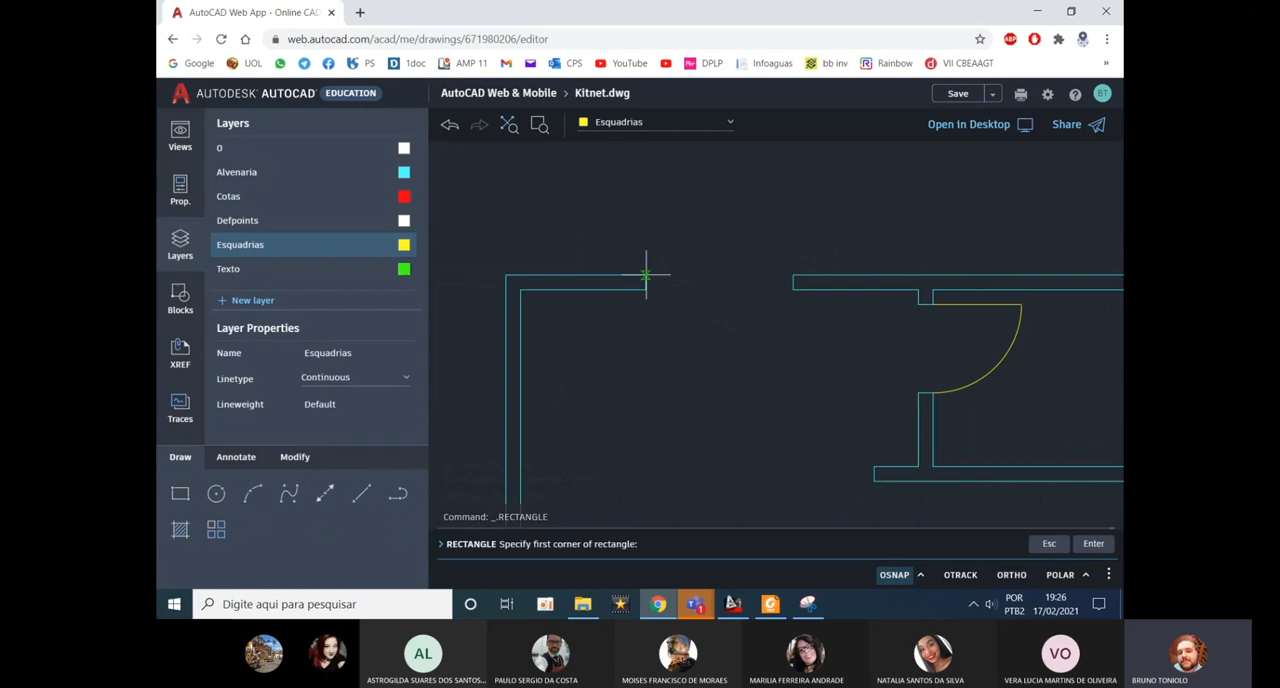 AutoCAD Web App - Online CAD
web.autocad.com/acad/me/drawings/671980206/editor
Google UOL PS 1doc AMP 11 CPS YouTube DPLP Infoaguas bb inv Rainbow VII CBEAAGT »
AUTODESK® AUTOCAD® EDUCATION
AutoCAD Web & Mobile > Kitnet.dwg
Save
BT
Views
Layers
Esquadrias
Open in Desktop
Share
0
Alvenaria
Prop.
Cotas
Defpoints
Layers
Esquadrias
Texto
Blocks
+ New layer
Layer Properties
Name Esquadrias
XREF
Linetype Continuous
Lineweight Default
Traces
Draw Annotate Modify
Command: _.RECTANGLE
> RECTANGLE Specify first corner of rectangle:
Esc Enter
OSNAP OTRACK ORTHO POLAR
Digite aqui para pesquisar
POR
PTB2
19:26
17/02/2021
AL
VO
ASTROGILDA SUARES DOS SANTOS...
PAULO SERGIO DA COSTA
MOISES FRANCISCO DE MORAES
MARILIA FERREIRA ANDRADE
NATALIA SANTOS DA SILVA
VERA LUCIA MARTINS DE OLIVEIRA
BRUNO TONIOLO